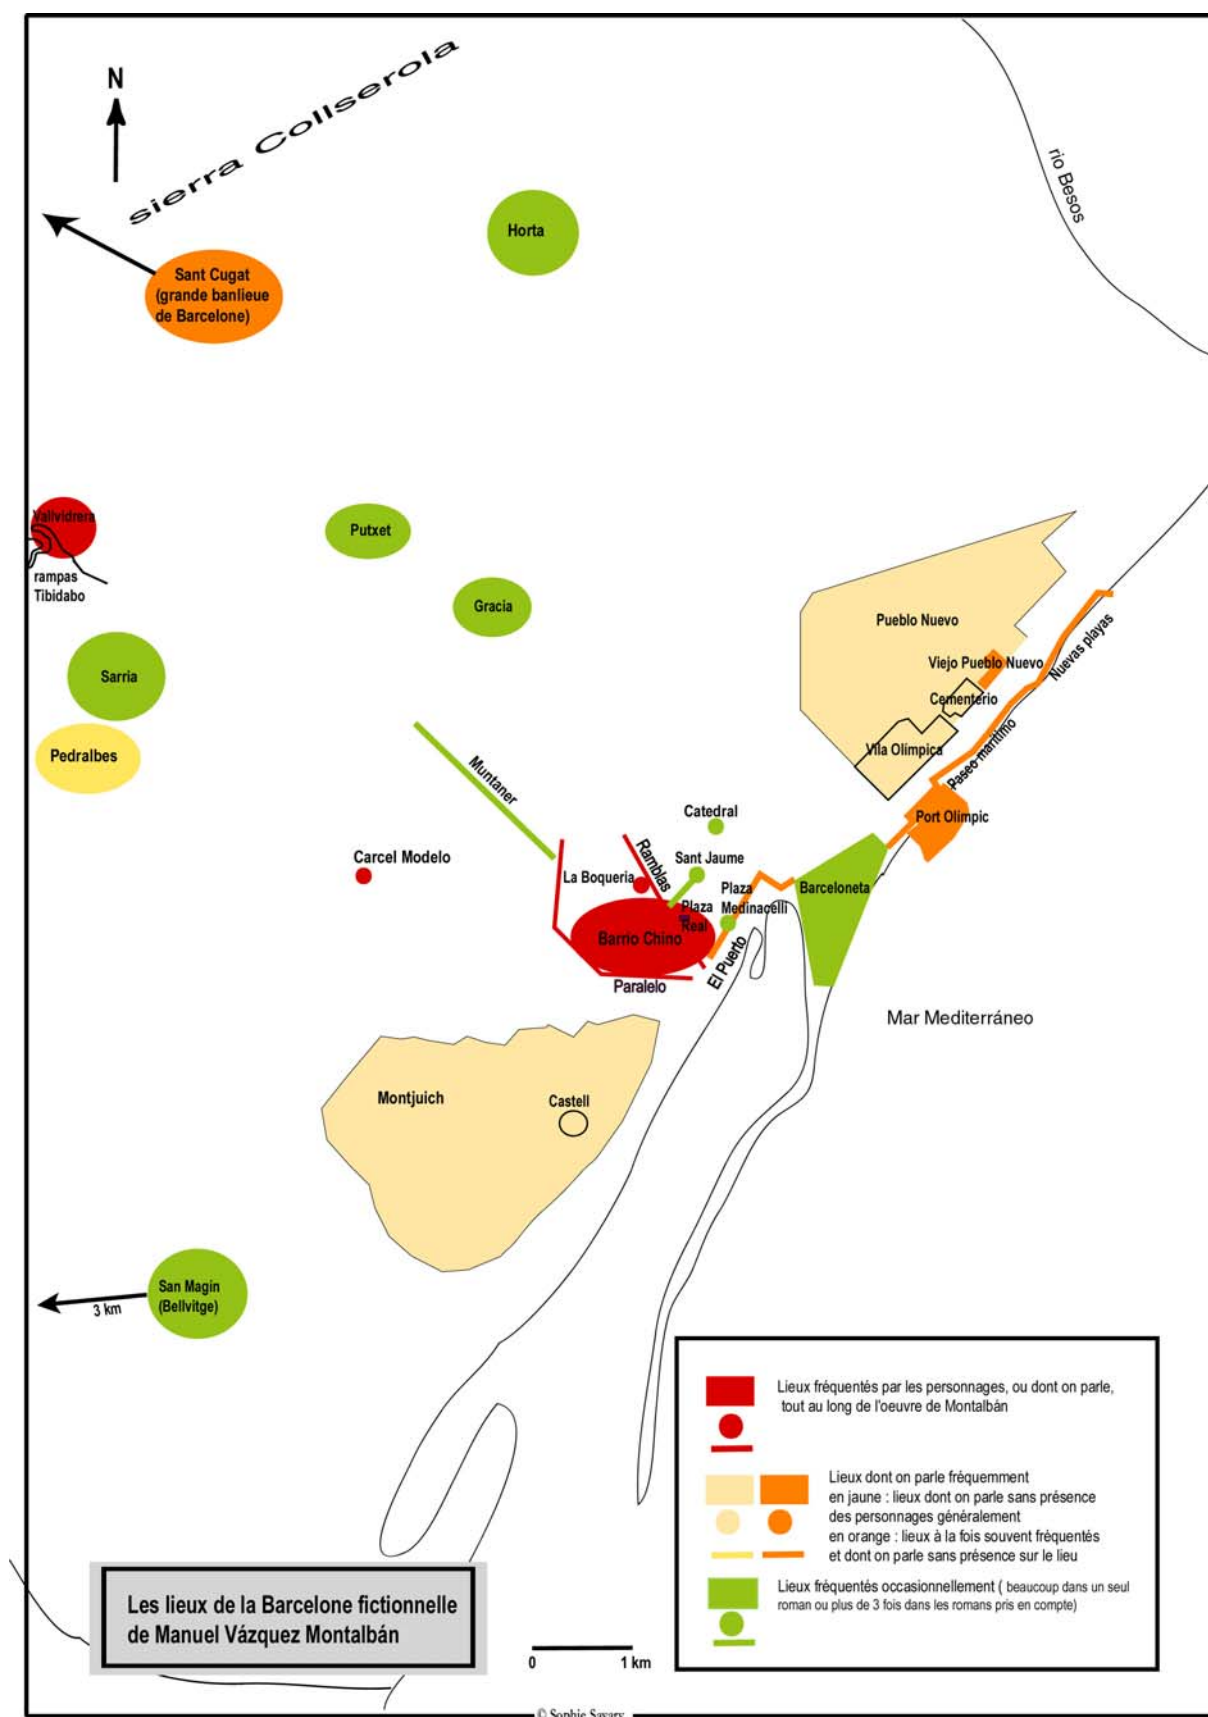 N
sierra Collserola
rio Besos
Horta
Sant Cugat
(grande banlieue
de Barcelone)
Vallvidrera
rampas
Tibidabo
Putxet
Gracia
Sarria
Pedralbes
Pueblo Nuevo
Viejo Pueblo Nuevo
Cementerio
Vila Olímpica
Nuevas playas
Paseo marítimo
Port Olimpic
Muntaner
Catedral
Carcel Modelo
La Boqueria
Ramblas
Sant Jaume
Plaza
Medinacelli
Plaza
Real
Barceloneta
Barrio Chino
El Puerto
Paralelo
Mar Mediterráneo
Montjuich
Castell
San Magin
(Bellvitge)
3 km
Lieux fréquentés par les personnages, ou dont on parle,
tout au long de l'oeuvre de Montalbán
Lieux dont on parle fréquemment
en jaune : lieux dont on parle sans présence
des personnages généralement
en orange : lieux à la fois souvent fréquentés
et dont on parle sans présence sur le lieu
Lieux fréquentés occasionnellement ( beaucoup dans un seul
roman ou plus de 3 fois dans les romans pris en compte)
Les lieux de la Barcelone fictionnelle
de Manuel Vázquez Montalbán
0 1 km
© Sophie Savary